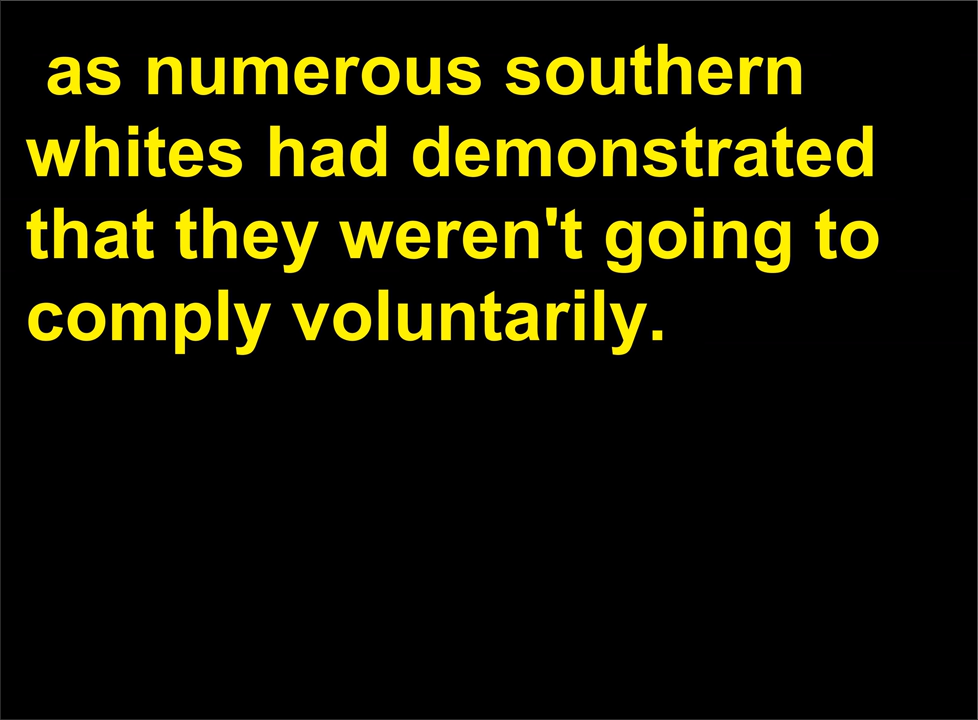 as numerous southern
whites had demonstrated
that they weren't going to
comply voluntarily.